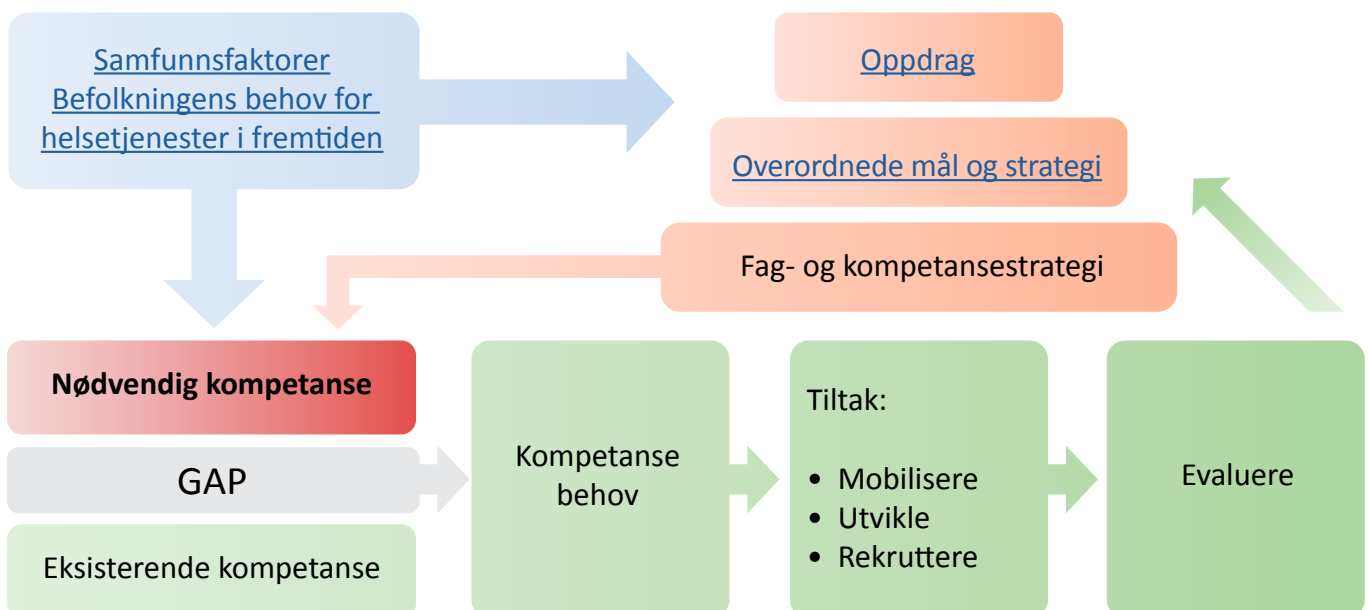 Samfunnsfaktorer
Befolkningens behov for
helsetjenester i fremtiden
Oppdrag
Overordnede mål og strategi
Fag- og kompetansestrategi
Nødvendig kompetanse
GAP
Eksisterende kompetanse
Kompetanse
behov
Tiltak:
• Mobilisere
• Utvikle
• Rekruttere
Evaluere